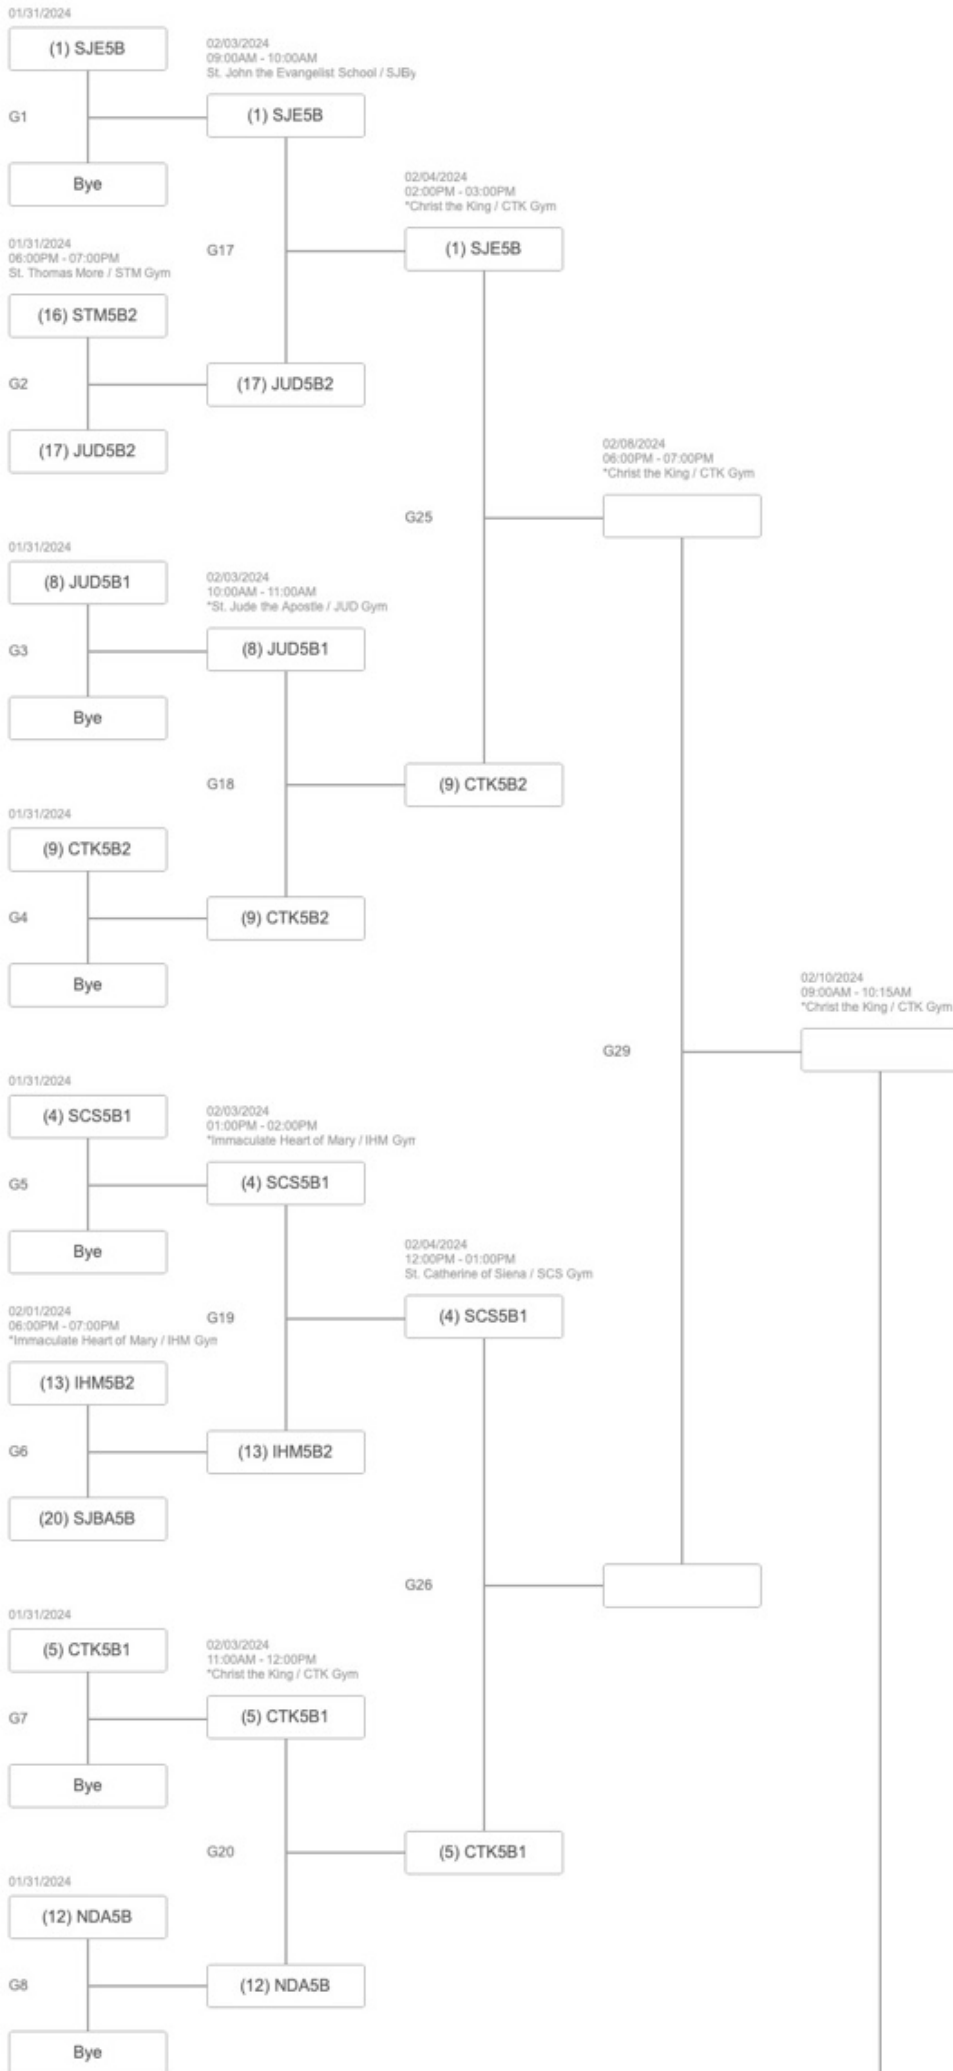 01/31/2024
(1) SJE5B
G1
Bye
01/31/2024
06:00PM - 07:00PM
St. Thomas More / STM Gym
(16) STM5B2
G2
(17) JUD5B2
01/31/2024
(8) JUD5B1
G3
Bye
01/31/2024
(9) CTK5B2
G4
Bye
01/31/2024
(4) SCS5B1
G5
Bye
02/01/2024
06:00PM - 07:00PM
*Immaculate Heart of Mary / IHM Gym
(13) IHM5B2
G6
(20) SJBA5B
01/31/2024
(5) CTK5B1
G7
Bye
01/31/2024
(12) NDA5B
G8
Bye
02/03/2024
09:00AM - 10:00AM
St. John the Evangelist School / SJE
(1) SJE5B
G17
(17) JUD5B2
02/03/2024
10:00AM - 11:00AM
*St. Jude the Apostle / JUD Gym
(8) JUD5B1
G18
(9) CTK5B2
02/03/2024
01:00PM - 02:00PM
*Immaculate Heart of Mary / IHM Gym
(4) SCS5B1
G19
(13) IHM5B2
02/03/2024
11:00AM - 12:00PM
*Christ the King / CTK Gym
(5) CTK5B1
G20
(12) NDA5B
02/04/2024
02:00PM - 03:00PM
*Christ the King / CTK Gym
(1) SJE5B
G25
(9) CTK5B2
02/04/2024
12:00PM - 01:00PM
St. Catherine of Siena / SCS Gym
(4) SCS5B1
G26
(5) CTK5B1
02/08/2024
06:00PM - 07:00PM
*Christ the King / CTK Gym
G29
02/10/2024
09:00AM - 10:15AM
*Christ the King / CTK Gym